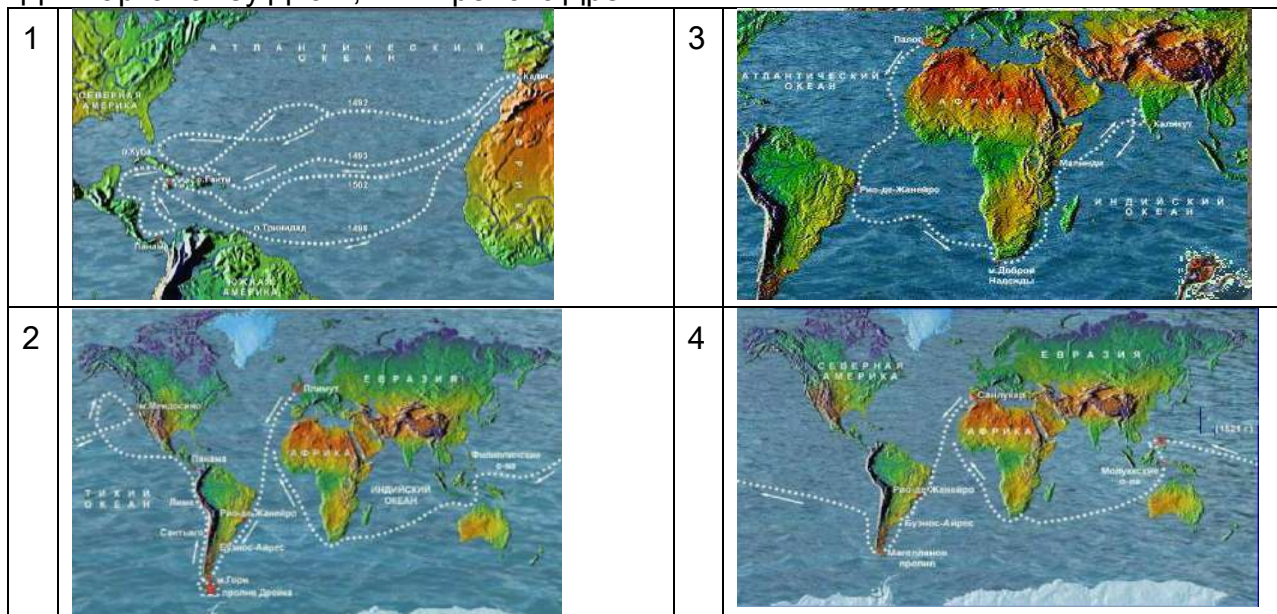 1
АТЛАНТИЧЕСКИЙ
ОКЕАН
СЕВЕРНАЯ
АМЕРИКА
Кадис
1492
о.Куба
о.Гаити
1493
1502
о.Тринидад
1498
Панама
ЮЖНАЯ
АМЕРИКА
3
Палос
АТЛАНТИЧЕСКИЙ
ОКЕАН
АФРИКА
Каликут
Малинди
Рио-де-Жанейро
ИНДИЙСКИЙ
ОКЕАН
м.Доброй
Надежды
2
Плимут
ЕВРАЗИЯ
м.Мендосино
АФРИКА
Панама
Филиппинские
о-ва
ТИХИЙ
ОКЕАН
ИНДИЙСКИЙ
ОКЕАН
Лима
Рио-де-Жанейро
Сантьяго
Буэнос-Айрес
м.Горн
пролив Дрейка
4
СЕВЕРНАЯ
АМЕРИКА
ЕВРАЗИЯ
Санлукар
АФРИКА
(1521 г.)
Молуккские
о-ва
Рио-де-Жанейро
Буэнос-Айрес
Магелланов
пролив